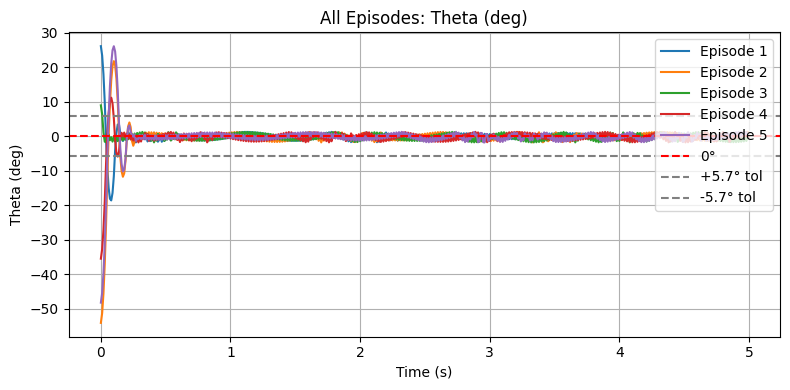 All Episodes: Theta (deg)
Theta (deg)
30
20
10
0
−10
−20
−30
−40
−50
0
1
2
3
4
5
Time (s)
Episode 1
Episode 2
Episode 3
Episode 4
Episode 5
0°
+5.7° tol
-5.7° tol